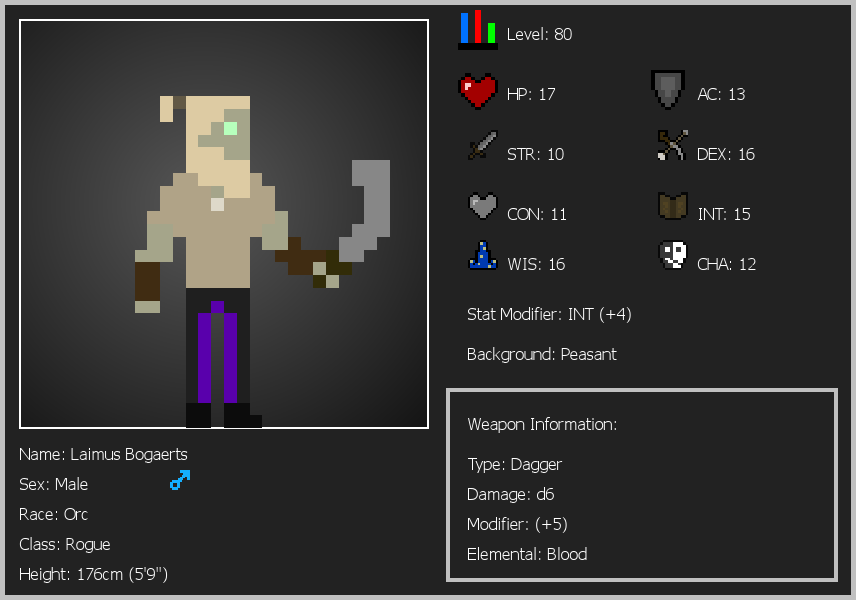 Level: 80
HP: 17
AC: 13
STR: 10
DEX: 16
CON: 11
INT: 15
WIS: 16
CHA: 12
Stat Modifier: INT (+4)
Background: Peasant
Weapon Information:
Type: Dagger
Damage: d6
Modifier: (+5)
Elemental: Blood
Name: Laimus Bogaerts
Sex: Male
Race: Orc
Class: Rogue
Height: 176cm (5'9")